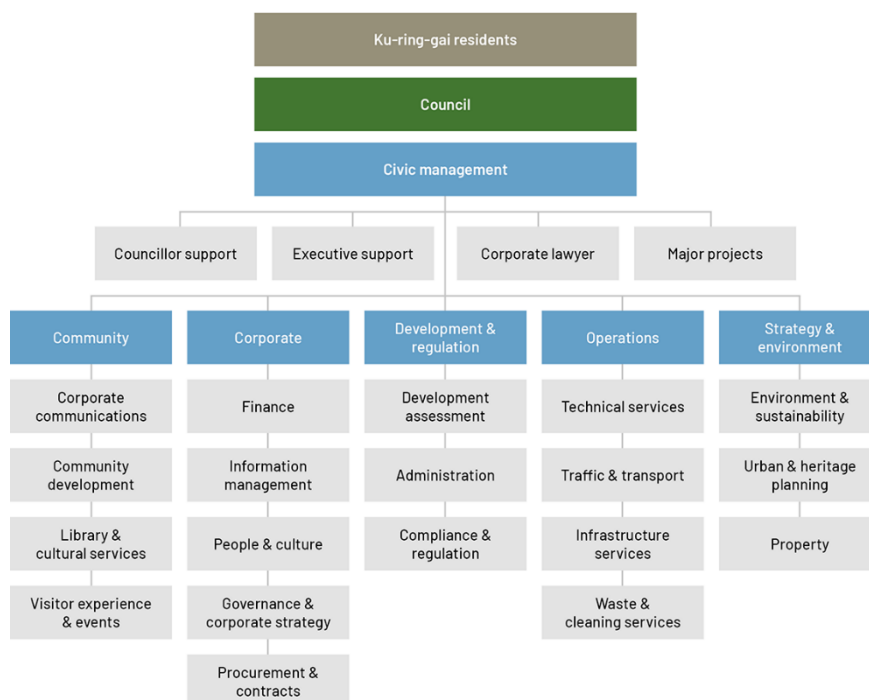 Ku-ring-gai residents
Council
Civic management
Councillor support
Executive support
Corporate lawyer
Major projects
Community
Corporate
Development &
regulation
Operations
Strategy &
environment
Corporate
communications
Finance
Development
assessment
Technical services
Environment &
sustainability
Community
development
Information
management
Administration
Traffic & transport
Urban & heritage
planning
Library &
cultural services
People & culture
Compliance &
regulation
Infrastructure
services
Property
Visitor experience
& events
Governance &
corporate strategy
Waste &
cleaning services
Procurement &
contracts